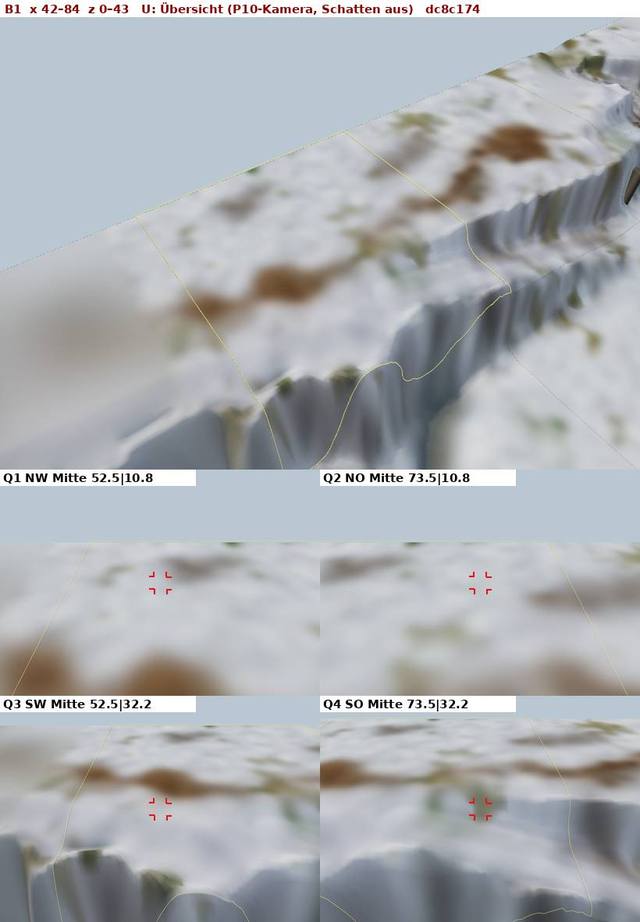 B1 x 42–84 z 0–43 U: Übersicht (P10-Kamera, Schatten aus) dc8c174
Q1 NW Mitte 52.5|10.8
Q2 NO Mitte 73.5|10.8
Q3 SW Mitte 52.5|32.2
Q4 SO Mitte 73.5|32.2